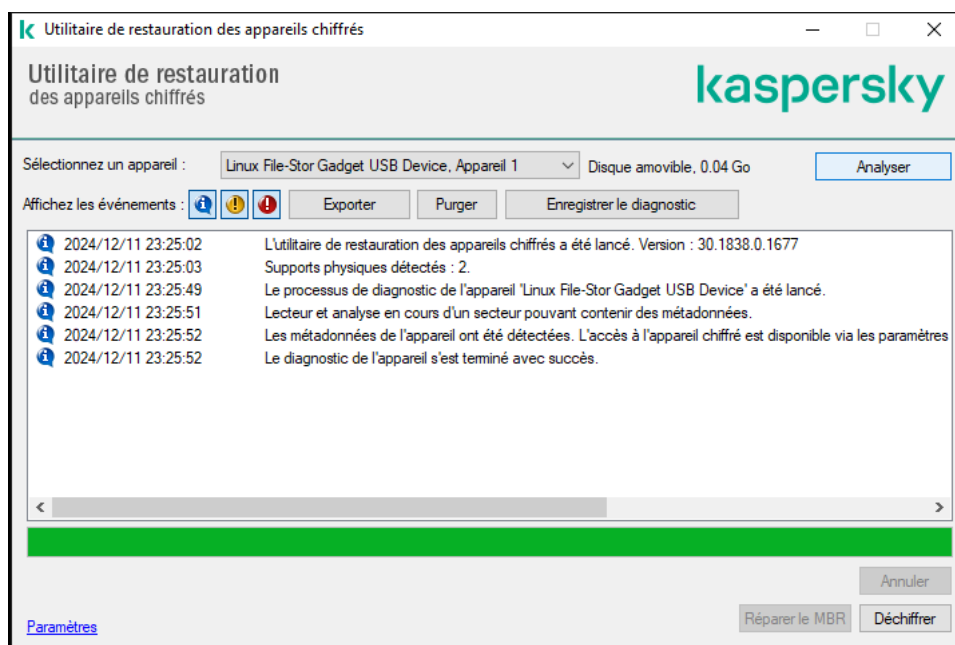 Utilitaire de restauration des appareils chiffrés
Utilitaire de restauration
des appareils chiffrés
kaspersky
Sélectionnez un appareil : Linux File-Stor Gadget USB Device, Appareil 1 Disque amovible, 0.04 Go Analyser
Affichez les événements : Exporter Purger Enregistrer le diagnostic
2024/12/11 23:25:02 L'utilitaire de restauration des appareils chiffrés a été lancé. Version : 30.1838.0.1677
2024/12/11 23:25:03 Supports physiques détectés : 2.
2024/12/11 23:25:49 Le processus de diagnostic de l'appareil 'Linux File-Stor Gadget USB Device' a été lancé.
2024/12/11 23:25:51 Lecteur et analyse en cours d'un secteur pouvant contenir des métadonnées.
2024/12/11 23:25:52 Les métadonnées de l'appareil ont été détectées. L'accès à l'appareil chiffré est disponible via les paramètres
2024/12/11 23:25:52 Le diagnostic de l'appareil s'est terminé avec succès.
Annuler
Paramètres Réparer le MBR Déchiffrer